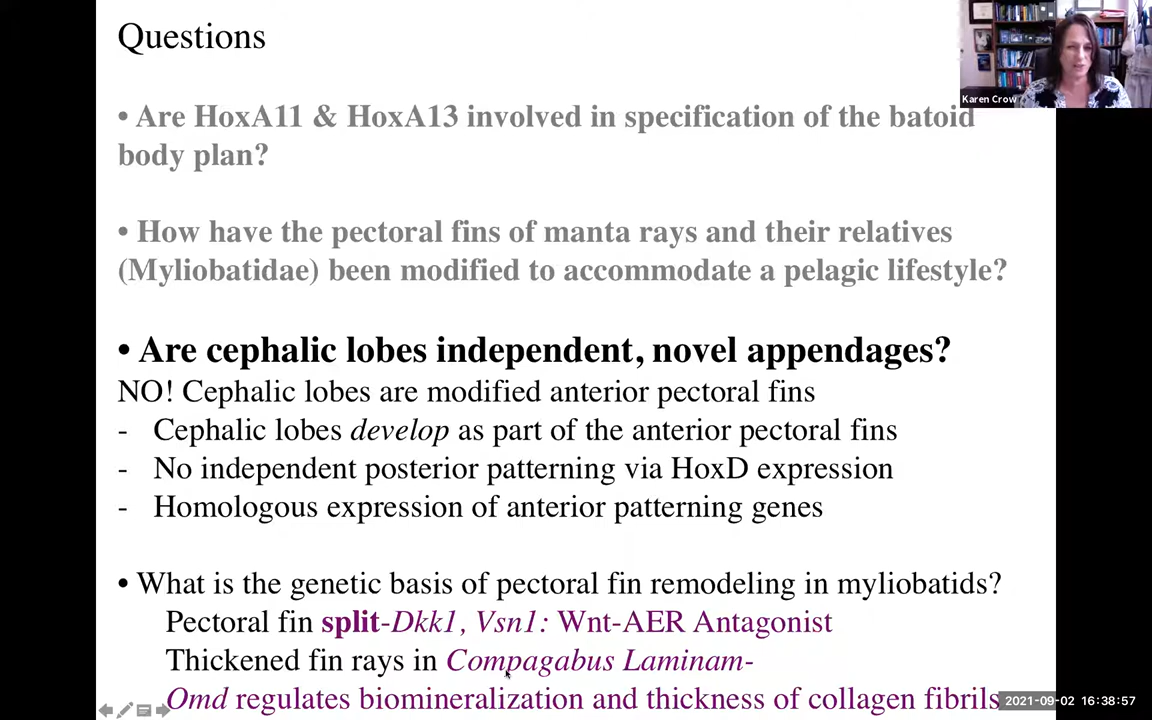 Questions
Karen Crow
• Are HoxA11 & HoxA13 involved in specification of the batoid
body plan?
• How have the pectoral fins of manta rays and their relatives
(Myliobatidae) been modified to accommodate a pelagic lifestyle?
• Are cephalic lobes independent, novel appendages?
NO! Cephalic lobes are modified anterior pectoral fins
- Cephalic lobes develop as part of the anterior pectoral fins
- No independent posterior patterning via HoxD expression
- Homologous expression of anterior patterning genes
• What is the genetic basis of pectoral fin remodeling in myliobatids?
Pectoral fin split-Dkk1, Vsn1: Wnt-AER Antagonist
Thickened fin rays in Compagabus Laminam-
Omd regulates biomineralization and thickness of collagen fibrils
2021-09-02 16:38:57